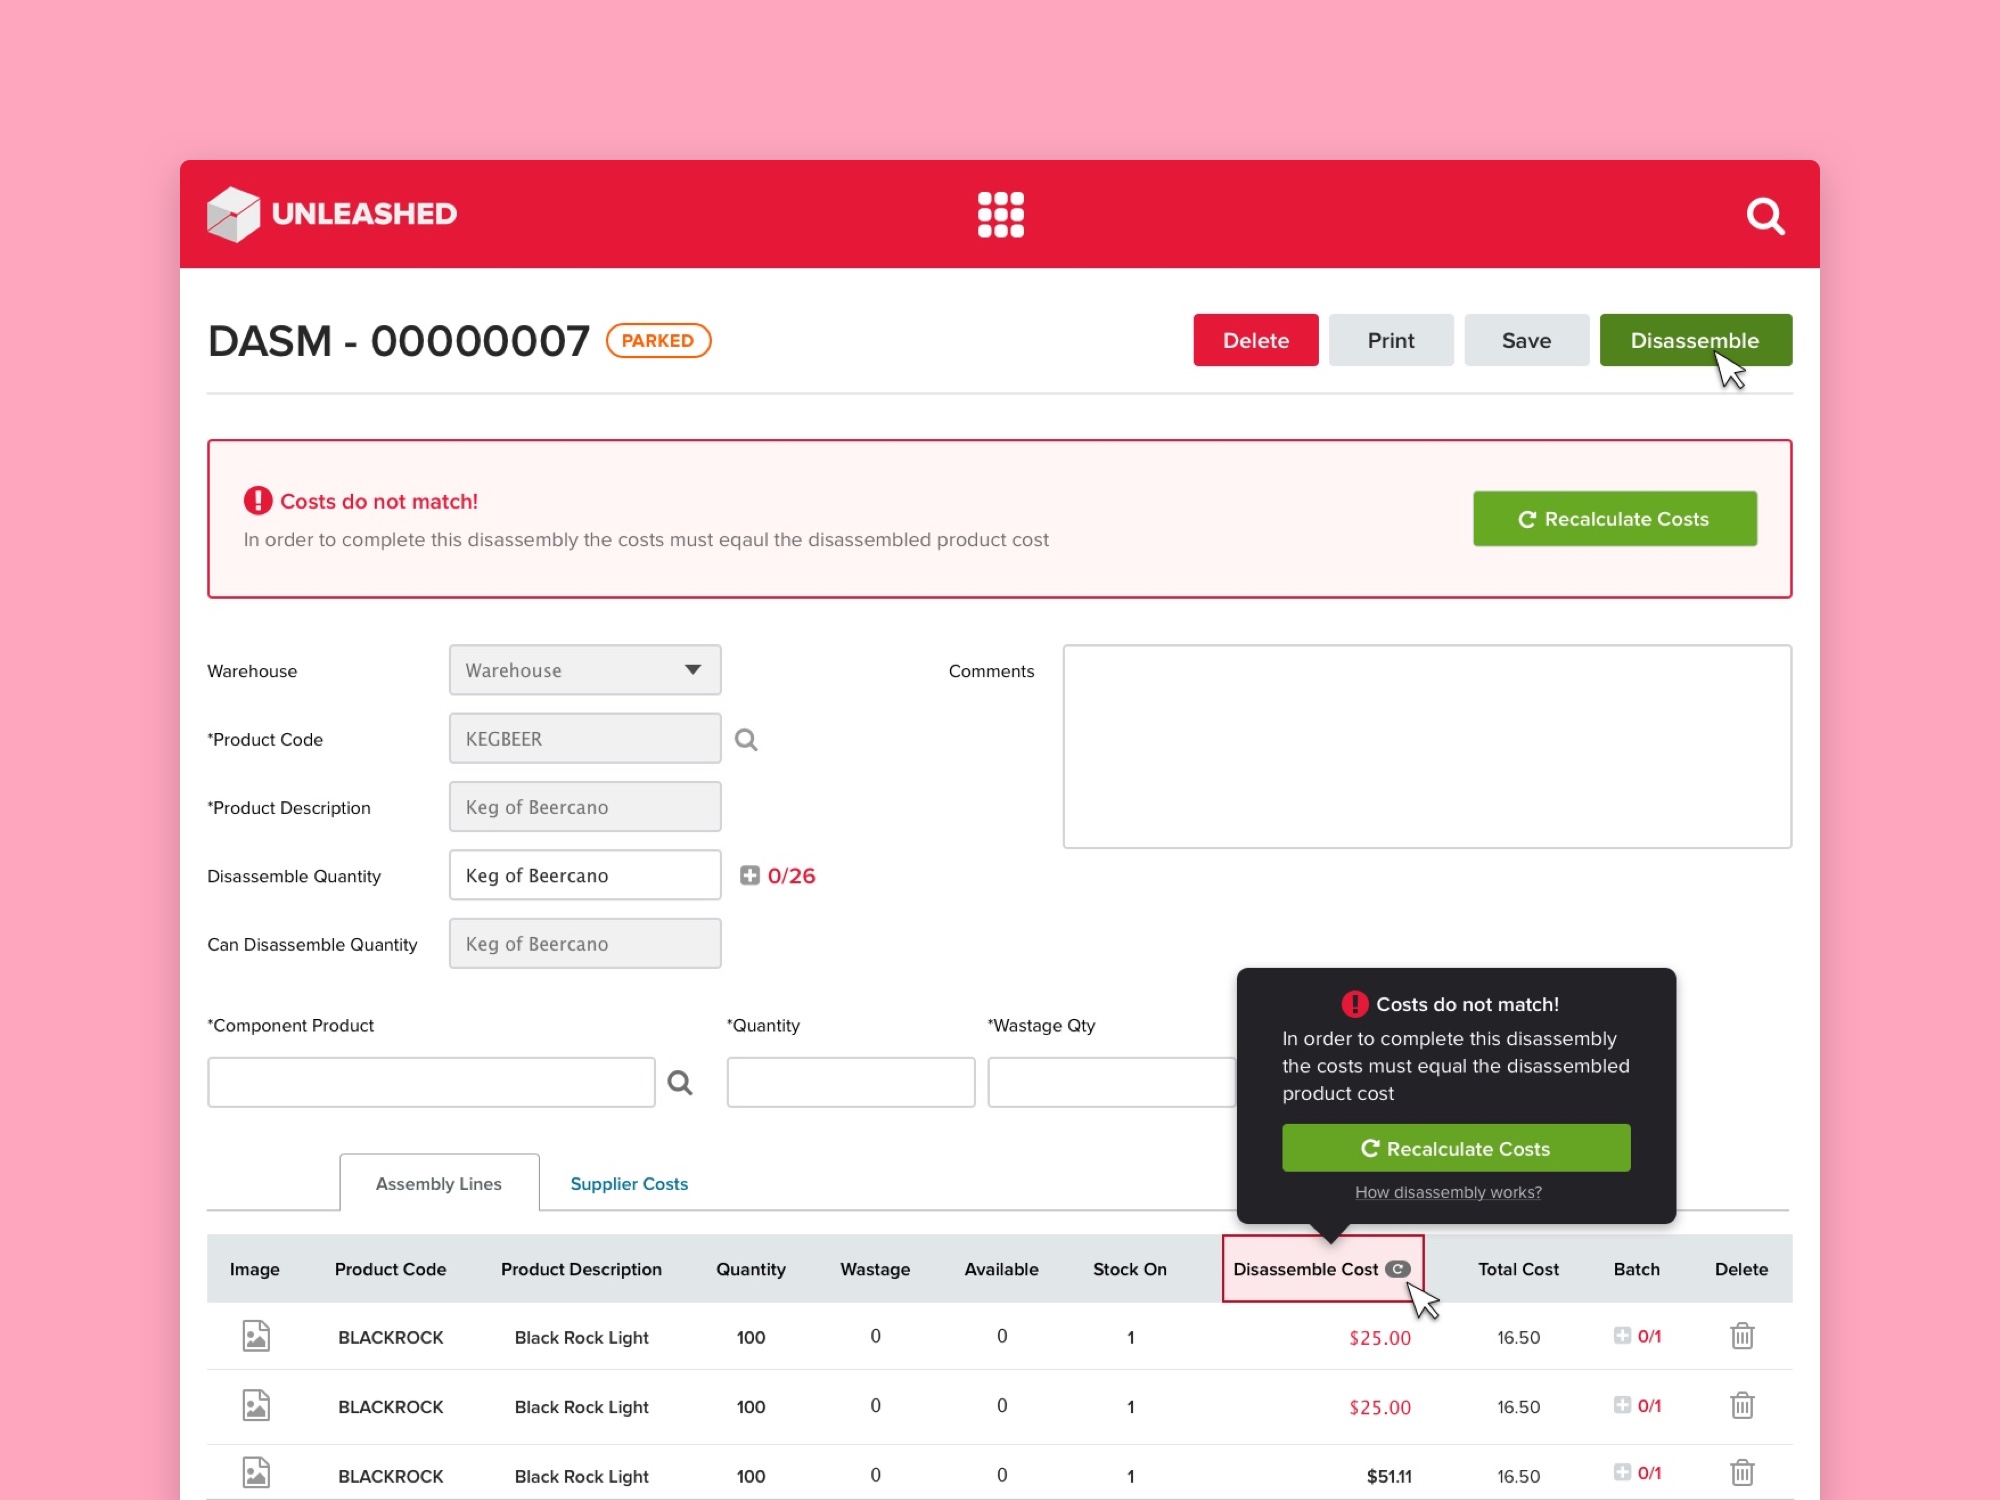 UNLEASHED
DASM - 00000007 PARKED
Delete Print Save Disassemble
Costs do not match!
In order to complete this disassembly the costs must eqaul the disassembled product cost
Recalculate Costs
Warehouse Warehouse Comments
*Product Code KEGBEER
*Product Description Keg of Beercano
Disassemble Quantity Keg of Beercano 0/26
Can Disassemble Quantity Keg of Beercano
*Component Product *Quantity *Wastage Qty
Costs do not match!
In order to complete this disassembly
the costs must equal the disassembled
product cost
Recalculate Costs
How disassembly works?
Assembly Lines Supplier Costs
Image Product Code Product Description Quantity Wastage Available Stock On Disassemble Cost Total Cost Batch Delete
BLACKROCK Black Rock Light 100 0 0 1 $25.00 16.50 0/1
BLACKROCK Black Rock Light 100 0 0 1 $25.00 16.50 0/1
BLACKROCK Black Rock Light 100 0 0 1 $51.11 16.50 0/1